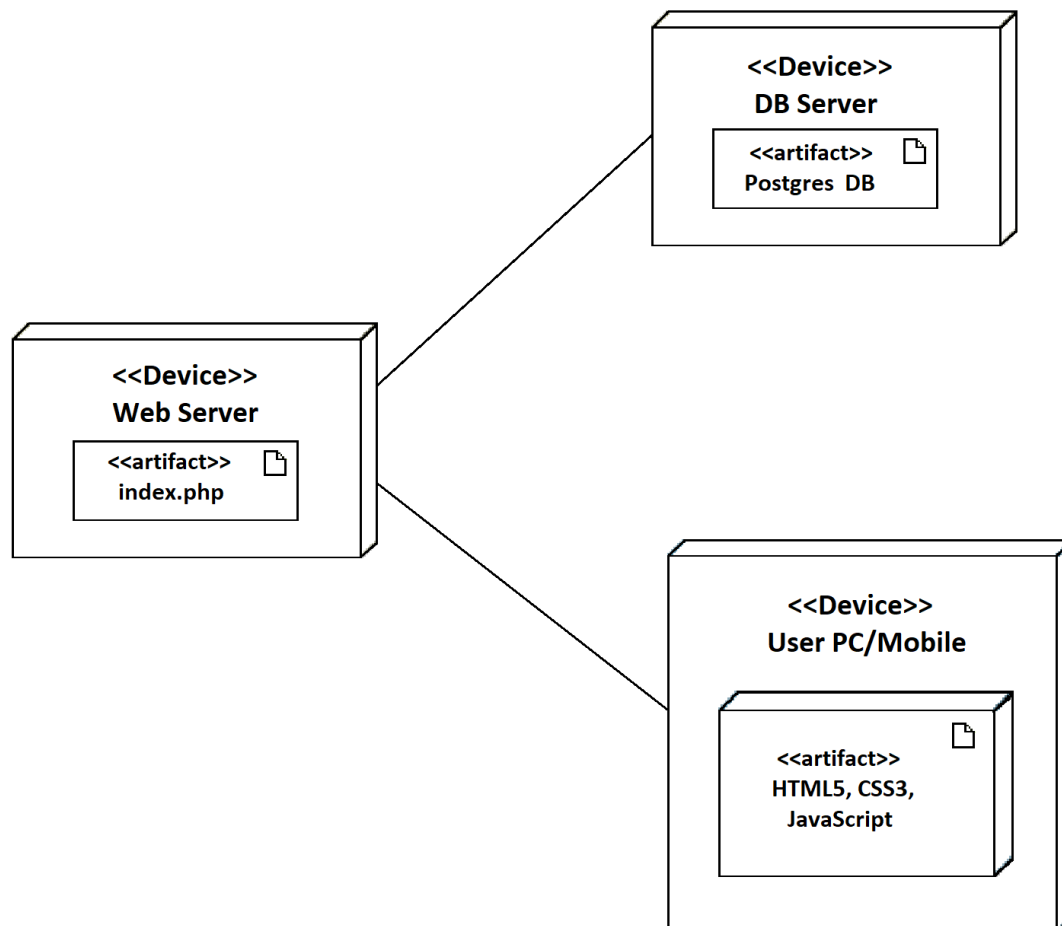 <<Device>>
DB Server
<<artifact>>
Postgres  DB
<<Device>>
Web Server
<<artifact>>
index.php
<<Device>>
User PC/Mobile
<<artifact>>
HTML5, CSS3,
JavaScript